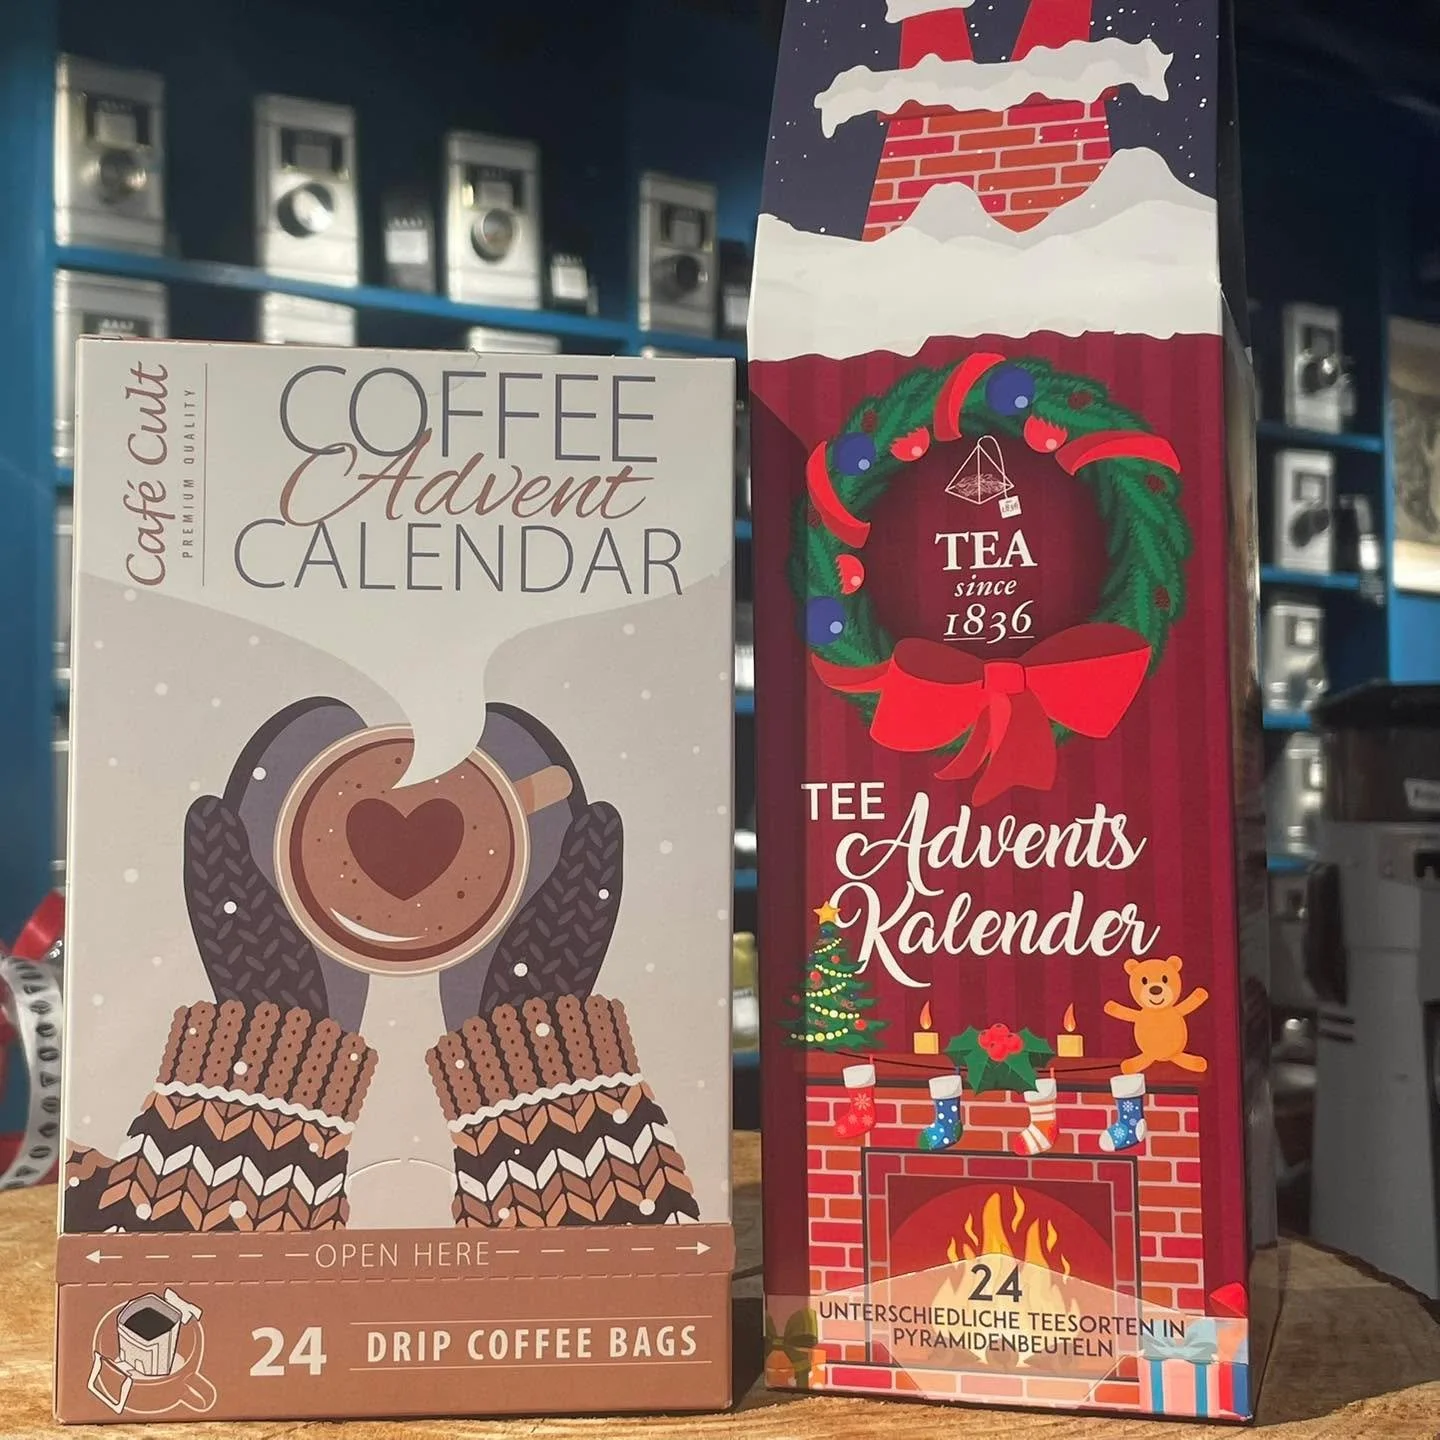 Café Cult
PREMIUM QUALITY
COFFEE
Advent
CALENDAR
OPEN HERE
24 DRIP COFFEE BAGS
1836
TEA
since
1836
TEE
Advents
Kalender
24
UNTERSCHIEDLICHE TEESORTEN IN
PYRAMIDENBEUTELN